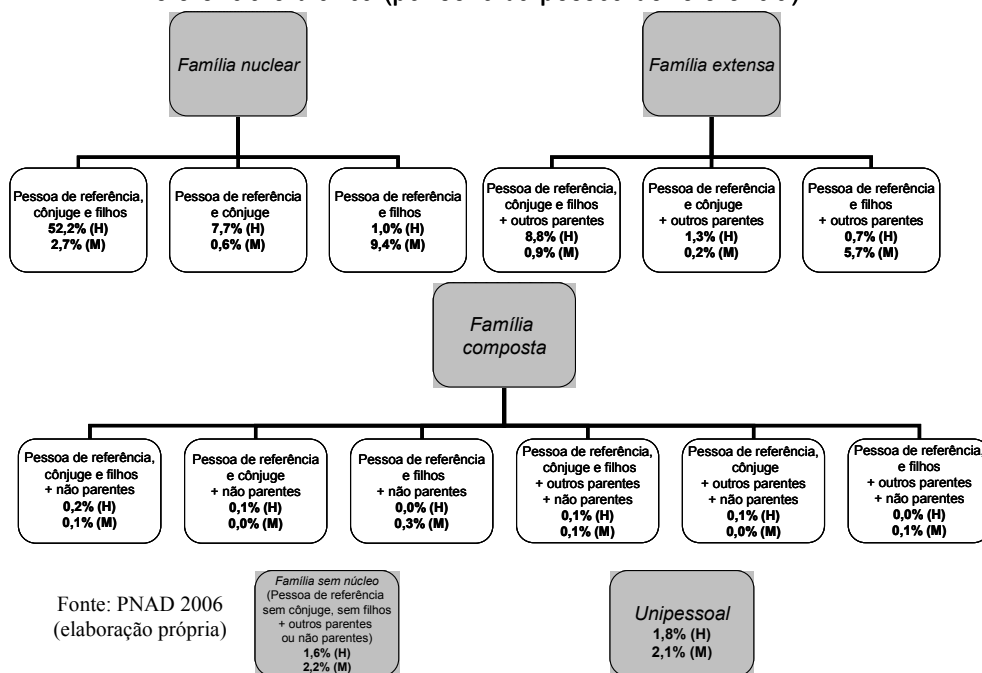 Família nuclear
Família extensa
Pessoa de referência,
cônjuge e filhos
52,2% (H)
2,7% (M)
Pessoa de referência
e cônjuge
7,7% (H)
0,6% (M)
Pessoa de referência
e filhos
1,0% (H)
9,4% (M)
Pessoa de referência,
cônjuge e filhos
+ outros parentes
8,8% (H)
0,9% (M)
Pessoa de referência
e cônjuge
+ outros parentes
1,3% (H)
0,2% (M)
Pessoa de referência
e filhos
+ outros parentes
0,7% (H)
5,7% (M)
Família
composta
Pessoa de referência,
cônjuge e filhos
+ não parentes
0,2% (H)
0,1% (M)
Pessoa de referência
e cônjuge
+ não parentes
0,1% (H)
0,0% (M)
Pessoa de referência
e filhos
+ não parentes
0,0% (H)
0,3% (M)
Pessoa de referência,
cônjuge e filhos
+ outros parentes
+ não parentes
0,1% (H)
0,1% (M)
Pessoa de referência,
cônjuge
+ outros parentes
+ não parentes
0,1% (H)
0,0% (M)
Pessoa de referência,
e filhos
+ outros parentes
+ não parentes
0,0% (H)
0,1% (M)
Fonte: PNAD 2006
(elaboração própria)
Família sem núcleo
(Pessoa de referência
sem cônjuge, sem filhos
+ outros parentes
ou não parentes)
1,6% (H)
2,2% (M)
Unipessoal
1,8% (H)
2,1% (M)